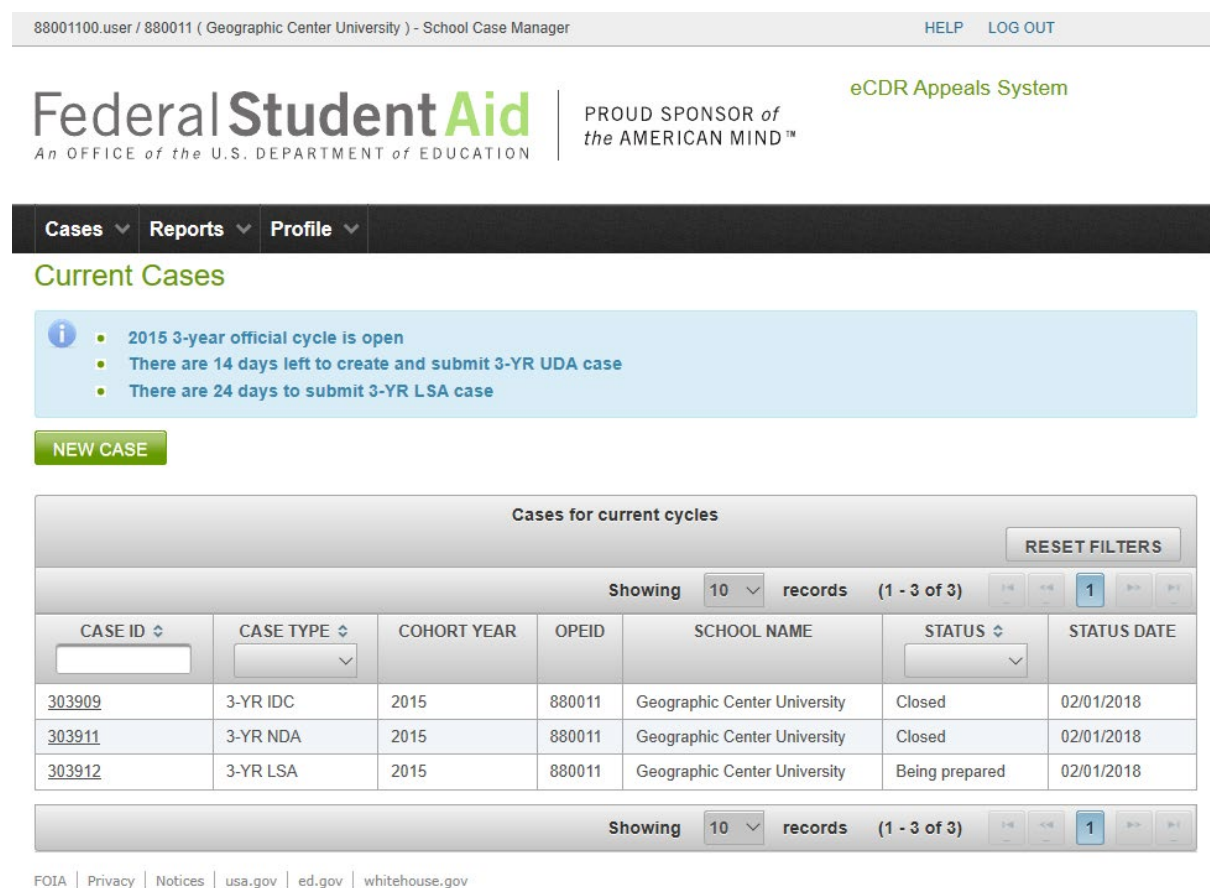 88001100.user / 880011 ( Geographic Center University ) - School Case Manager HELP LOG OUT
eCDR Appeals System
Federal Student Aid
An OFFICE of the U.S. DEPARTMENT of EDUCATION
PROUD SPONSOR of
the AMERICAN MIND™
Cases Reports Profile
Current Cases
2015 3-year official cycle is open
There are 14 days left to create and submit 3-YR UDA case
There are 24 days to submit 3-YR LSA case
NEW CASE
Cases for current cycles
RESET FILTERS
Showing 10 records (1 - 3 of 3) 1
CASE ID CASE TYPE COHORT YEAR OPEID SCHOOL NAME STATUS STATUS DATE
303909 3-YR IDC 2015 880011 Geographic Center University Closed 02/01/2018
303911 3-YR NDA 2015 880011 Geographic Center University Closed 02/01/2018
303912 3-YR LSA 2015 880011 Geographic Center University Being prepared 02/01/2018
Showing 10 records (1 - 3 of 3) 1
FOIA | Privacy | Notices | usa.gov | ed.gov | whitehouse.gov